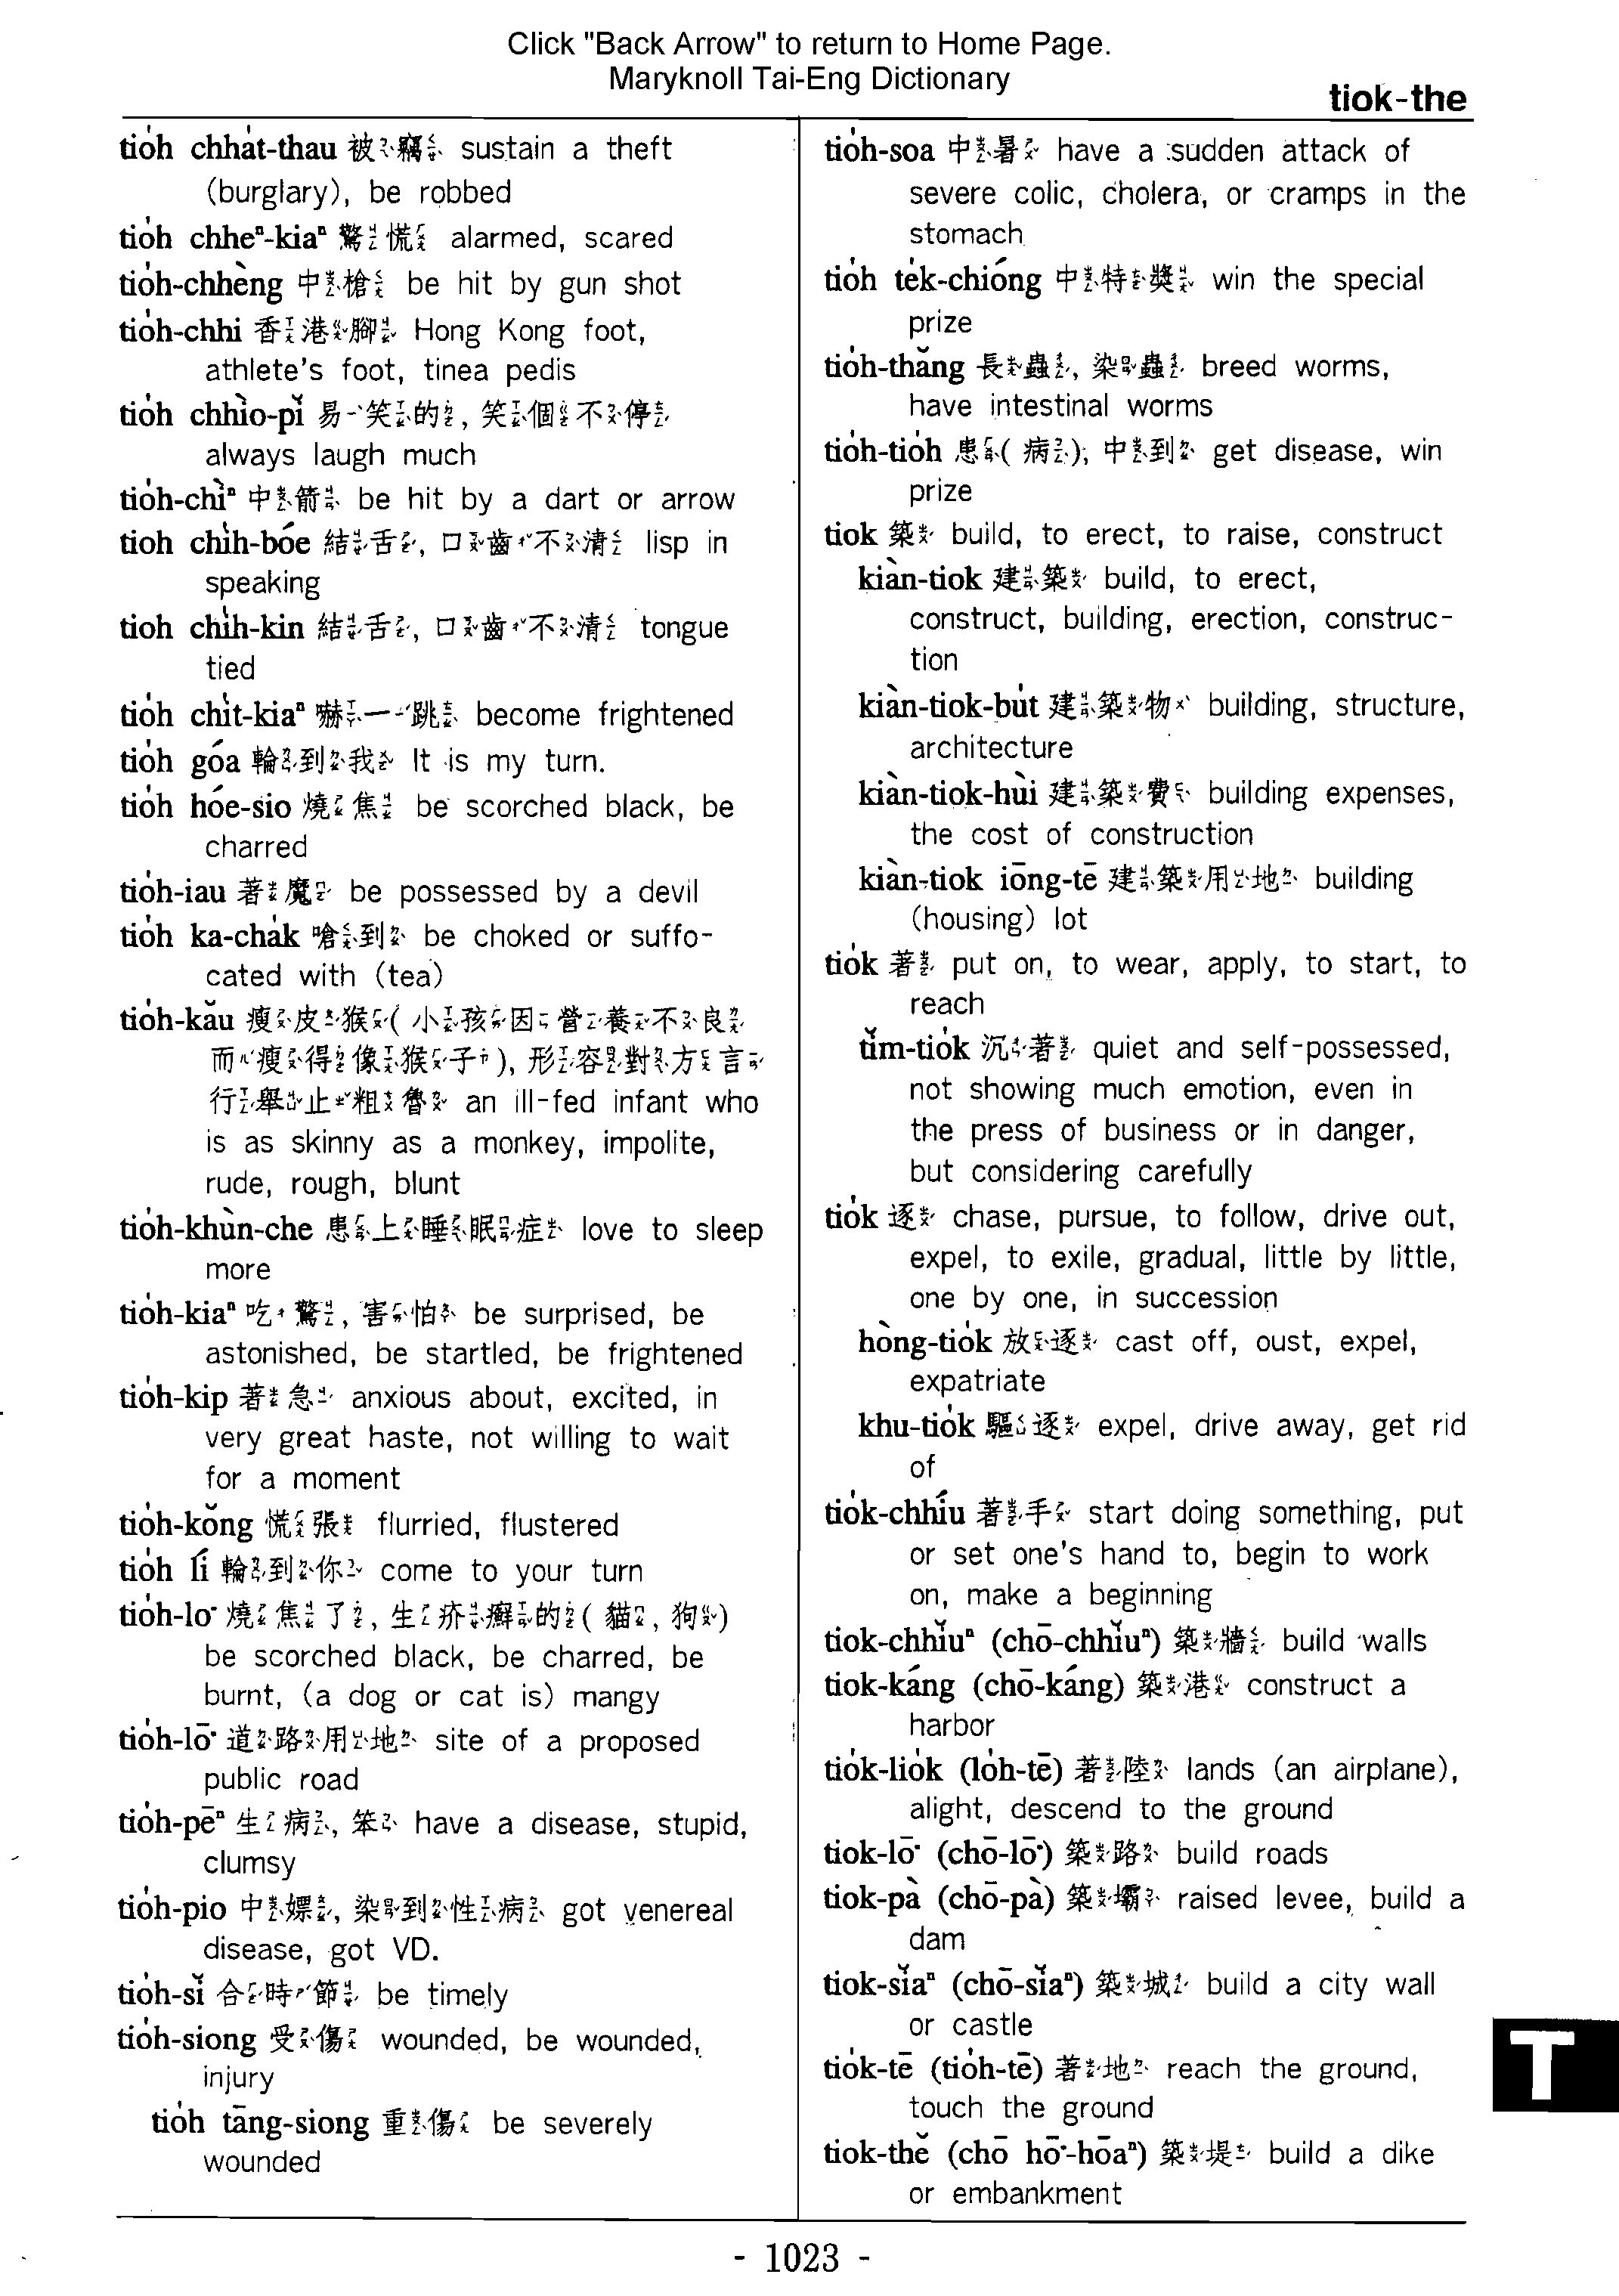 Click "Back Arrow" to return to Home Page.
Maryknoll Tai-Eng Dictionary
tiok-the
tio̍h chha̍t-thau 被竊 sustain a theft
(burglary), be robbed
tio̍h chheⁿ-kiaⁿ 驚慌 alarmed, scared
tio̍h-chhèng 中槍 be hit by gun shot
tio̍h-chhi 香港腳 Hong Kong foot,
athlete's foot, tinea pedis
tio̍h chhìo-pǐ 易笑的, 笑個不停
always laugh much
tio̍h-chìⁿ 中箭 be hit by a dart or arrow
tioh chi̍h-bóe 結舌, 口齒不清 lisp in
speaking
tioh chi̍h-kin 結舌, 口齒不清 tongue
tied
tio̍h chi̍t-kiaⁿ 嚇一跳 become frightened
tio̍h góa 輪到我 It is my turn.
tio̍h hóe-sio 燒焦 be scorched black, be
charred
tio̍h-iau 著魔 be possessed by a devil
tio̍h ka-cha̍k 嗆到 be choked or suffo-
cated with (tea)
tio̍h-kǎu 瘦皮猴(小孩因營養不良
而瘦得像猴子), 形容對方言
行舉止粗魯 an ill-fed infant who
is as skinny as a monkey, impolite,
rude, rough, blunt
tio̍h-khùn-che 患上睡眠症 love to sleep
more
tio̍h-kiaⁿ 吃驚, 害怕 be surprised, be
astonished, be startled, be frightened
tio̍h-kip 著急 anxious about, excited, in
very great haste, not willing to wait
for a moment
tio̍h-kǒng 慌張 flurried, flustered
tio̍h lí 輪到你 come to your turn
tio̍h-lo͘ 燒焦了, 生疥癬的(貓, 狗)
be scorched black, be charred, be
burnt, (a dog or cat is) mangy
tio̍h-lō͘ 道路用地 site of a proposed
public road
tio̍h-pēⁿ 生病, 笨 have a disease, stupid,
clumsy
tio̍h-pio 中嫖, 染到性病 got venereal
disease, got VD.
tio̍h-sǐ 合時節 be timely
tio̍h-siong 受傷 wounded, be wounded,
injury
tio̍h tāng-siong 重傷 be severely
wounded
tio̍h-soa 中暑 have a sudden attack of
severe colic, cholera, or cramps in the
stomach
tio̍h te̍k-chióng 中特獎 win the special
prize
tio̍h-thǎng 長蟲, 染蟲 breed worms,
have intestinal worms
tio̍h-tio̍h 患(病), 中到 get disease, win
prize
tiok 築 build, to erect, to raise, construct
kiàn-tiok 建築 build, to erect,
construct, building, erection, construc-
tion
kiàn-tiok-bu̍t 建築物 building, structure,
architecture
kiàn-tiok-hùi 建築費 building expenses,
the cost of construction
kiàn-tiok iōng-tē 建築用地 building
(housing) lot
tio̍k 著 put on, to wear, apply, to start, to
reach
tǐm-tio̍k 沉著 quiet and self-possessed,
not showing much emotion, even in
the press of business or in danger,
but considering carefully
tio̍k 逐 chase, pursue, to follow, drive out,
expel, to exile, gradual, little by little,
one by one, in succession
hòng-tio̍k 放逐 cast off, oust, expel,
expatriate
khu-tio̍k 驅逐 expel, drive away, get rid
of
tio̍k-chhíu 著手 start doing something, put
or set one's hand to, begin to work
on, make a beginning
tiok-chhǐuⁿ (chō-chhǐuⁿ) 築牆 build walls
tiok-káng (chō-káng) 築港 construct a
harbor
tio̍k-lio̍k (lo̍h-tē) 著陸 lands (an airplane),
alight, descend to the ground
tiok-lō͘ (chō-lō͘) 築路 build roads
tiok-pà (chō-pà) 築壩 raised levee, build a
dam
tiok-sǐaⁿ (chō-sǐaⁿ) 築城 build a city wall
or castle
tio̍k-tē (tio̍h-tē) 著地 reach the ground,
touch the ground
tiok-thě (chō hō͘-hōaⁿ) 築堤 build a dike
or embankment
T
- 1023 -